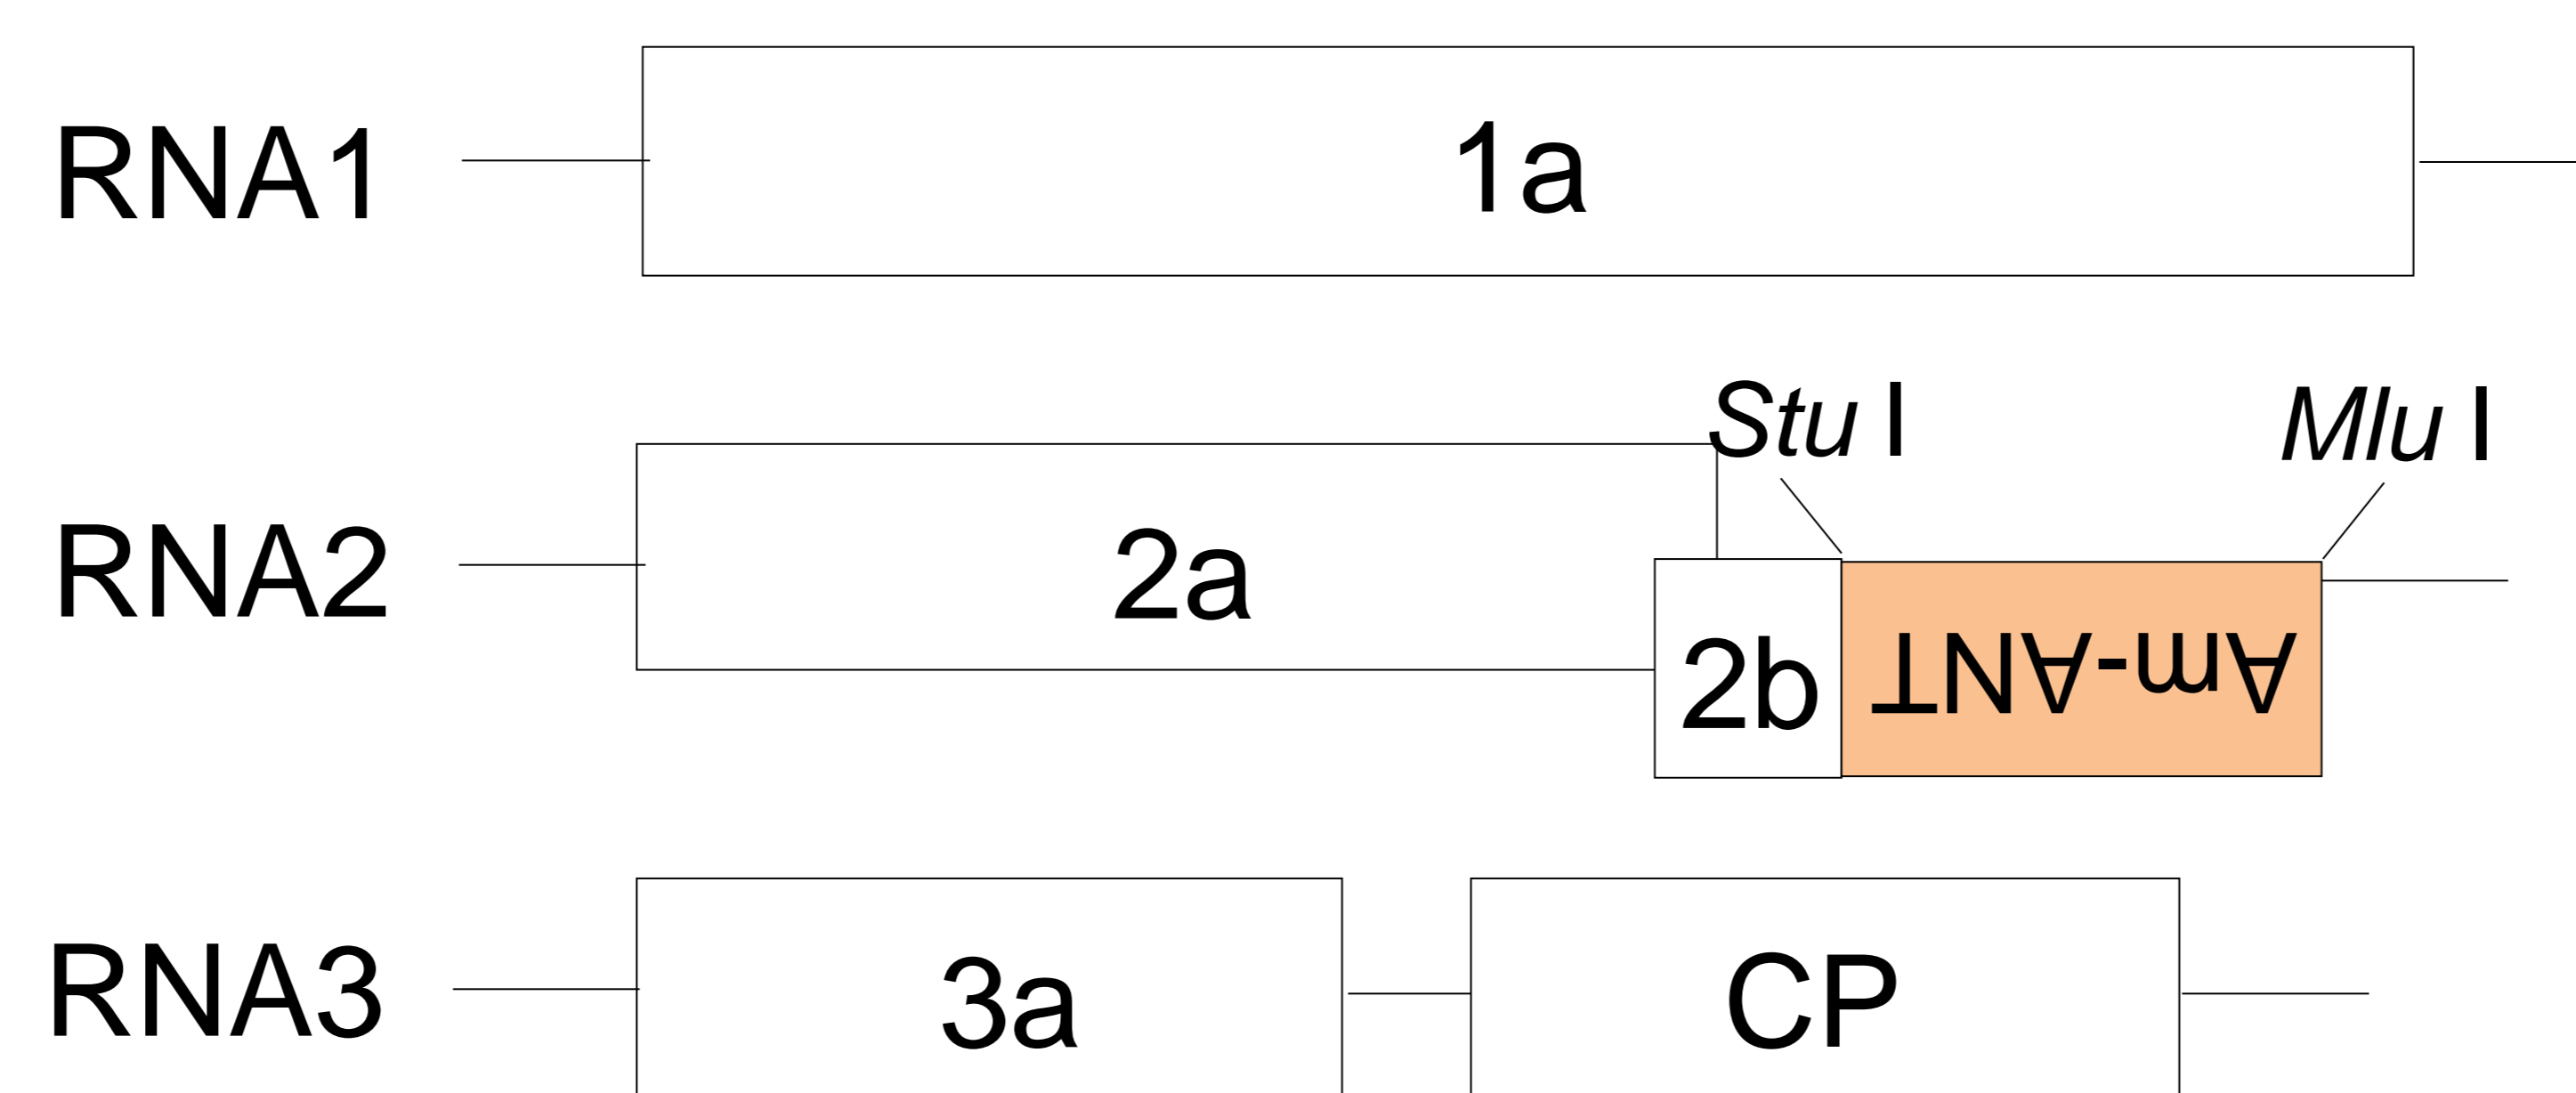 RNA1 1a
Stu I Mlu I
RNA2 2a
2b Am-ANT
RNA3 3a CP